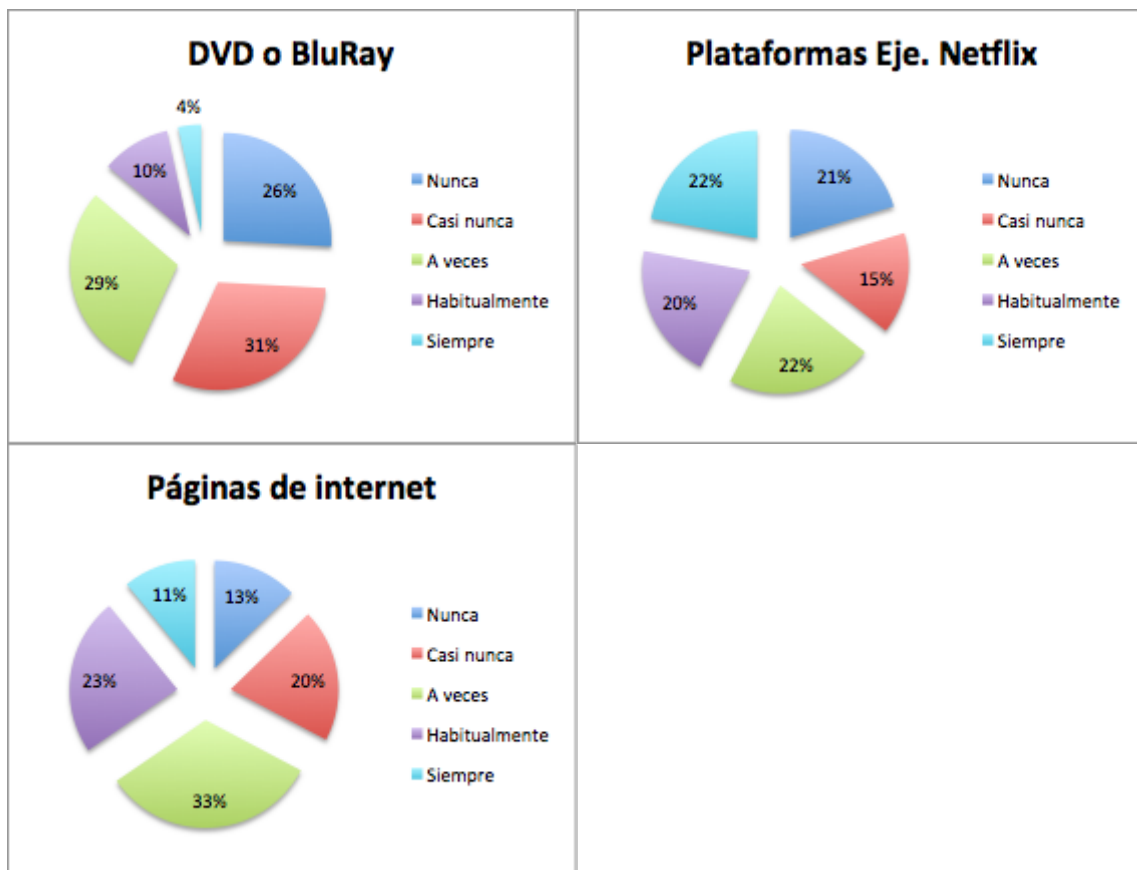 DVD o BluRay
4%
10%
26%
29%
31%
Nunca
Casi nunca
A veces
Habitualmente
Siempre
Plataformas Eje. Netflix
22%
21%
15%
20%
22%
Nunca
Casi nunca
A veces
Habitualmente
Siempre
Páginas de internet
11%
13%
23%
20%
33%
Nunca
Casi nunca
A veces
Habitualmente
Siempre